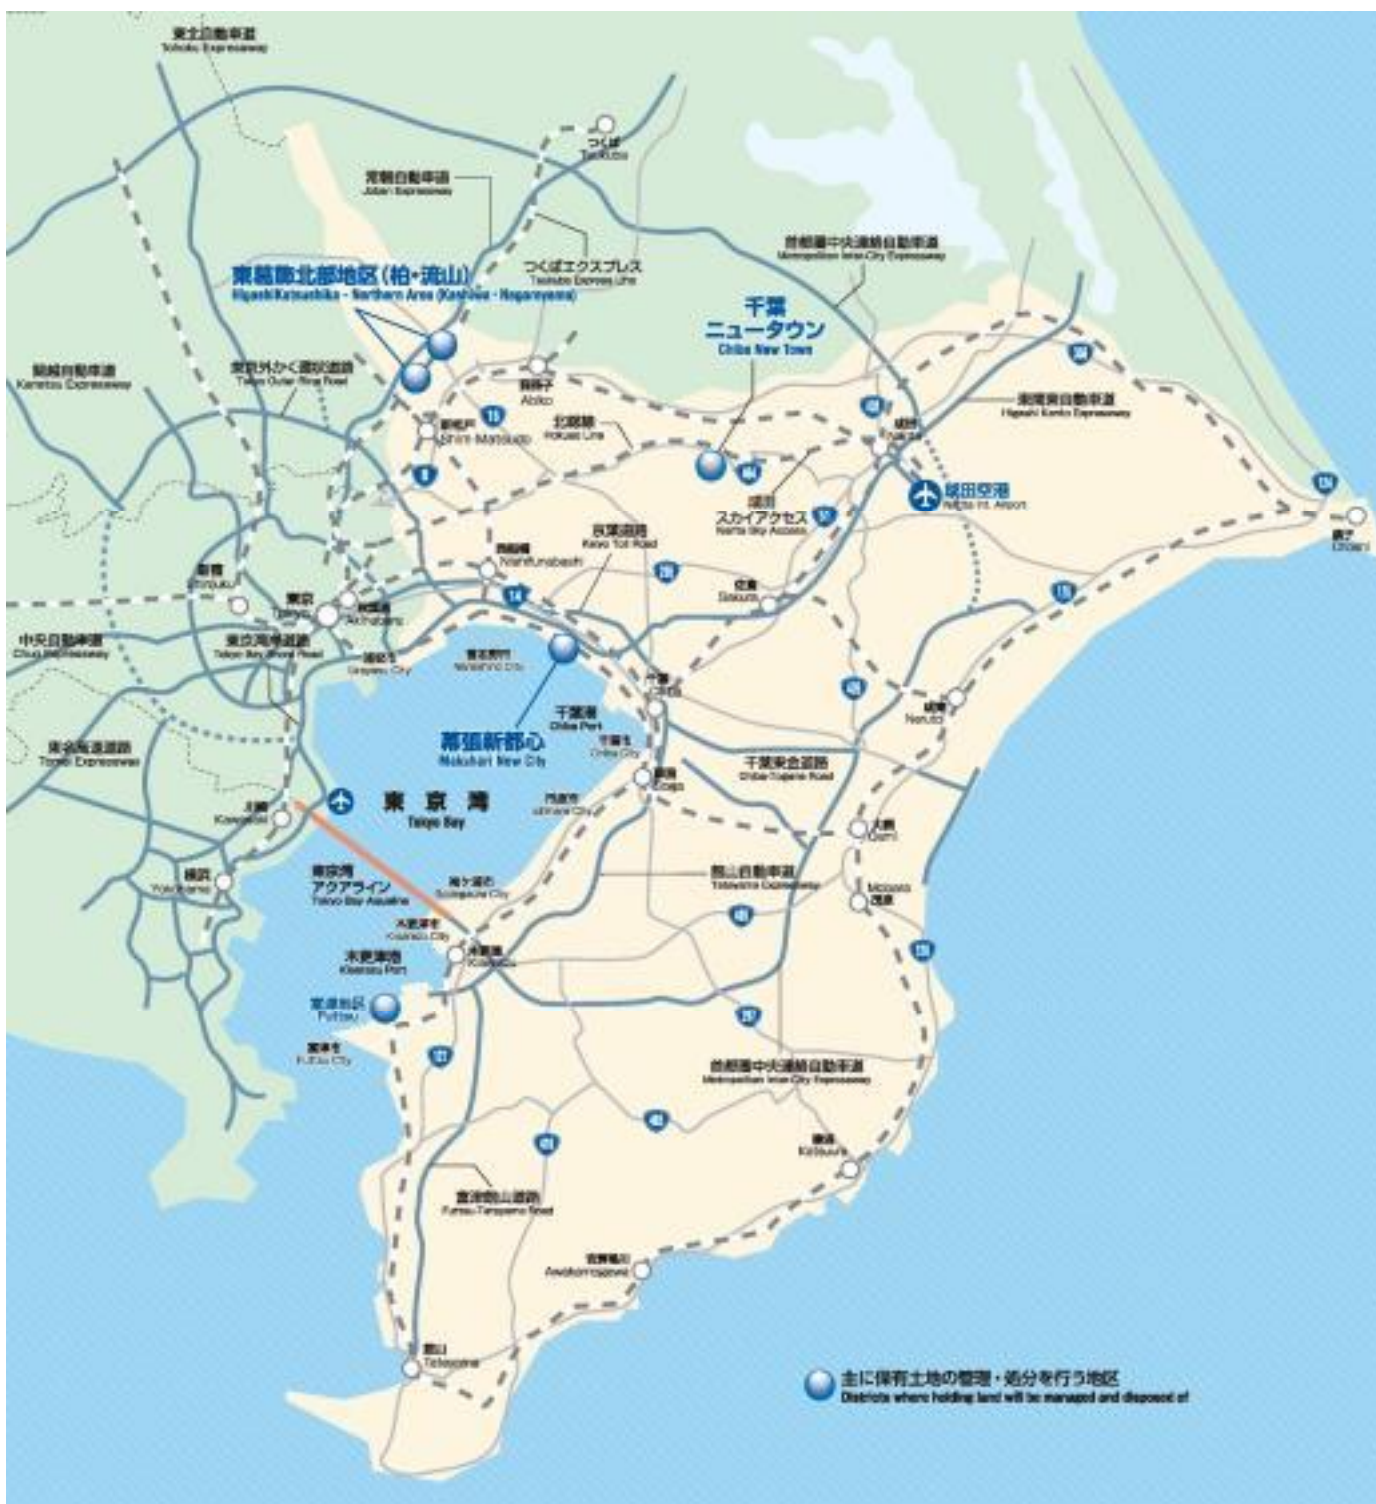 東北自動車道
Tohoku Expressway
つくば
Tsukuba
常磐自動車道
Joban Expressway
首都圏中央連絡自動車道
Metropolitan Inter-City Expressway
つくばエクスプレス
Tsukuba Express Line
東葛飾北部地区(柏・流山)
HigashiKatsushika - Northern Area (Kashiwa - Nagareyama)
千葉
ニュータウン
Chiba New Town
関越自動車道
Kanetsu Expressway
東京外かく環状道路
Tokyo Outer Ring Road
我孫子
Abiko
東関東自動車道
Higashi Kanto Expressway
新松戸
Shin-Matsudo
北総線
Hokuso Line
成田
Narita
成田
スカイアクセス
Narita Sky Access
成田空港
Narita Int. Airport
銚子
Choshi
京葉道路
Keiyo Toll Road
西船橋
Nishifunabashi
14
佐倉
Sakura
新宿
Shinjuku
東京
Tokyo
秋葉原
Akihabara
中央自動車道
Chuo Expressway
東京湾岸道路
Tokyo Bay Shore Road
浦安市
Urayasu City
習志野市
Narashino City
千葉
Chiba
千葉港
Chiba Port
千葉市
Chiba City
成東
Naruto
幕張新都心
Makuhari New City
東名高速道路
Tomei Expressway
千葉東金道路
Chiba-Togane Road
蘇我
Soga
市原市
Ichihara City
川崎
Kawasaki
東京湾
Tokyo Bay
大網
Oami
横浜
Yokohama
東京湾
アクアライン
Tokyo Bay Aqualine
袖ケ浦市
Sodegaura City
館山自動車道
Tateyama Expressway
Mobara
茂原
木更津市
Kisarazu City
木更津
Kisarazu
木更津港
Kisarazu Port
富津地区
Futtsu
富津市
Futtsu City
首都圏中央連絡自動車道
Metropolitan Inter-City Expressway
勝浦
Katsuura
富津館山道路
Futtsu-Tateyama Road
安房鴨川
Awakamogawa
館山
Tateyama
主に保有土地の管理・処分を行う地区
Districts where holding land will be managed and disposed of